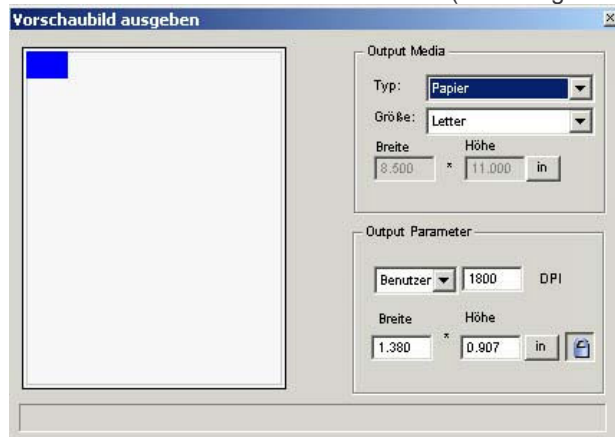 Vorschaubild ausgeben
Output Media
Typ: Papier
Größe: Letter
Breite Höhe
8.500 * 11.000 in
Output Parameter
Benutzer 1800 DPI
Breite Höhe
1.380 * 0.907 in